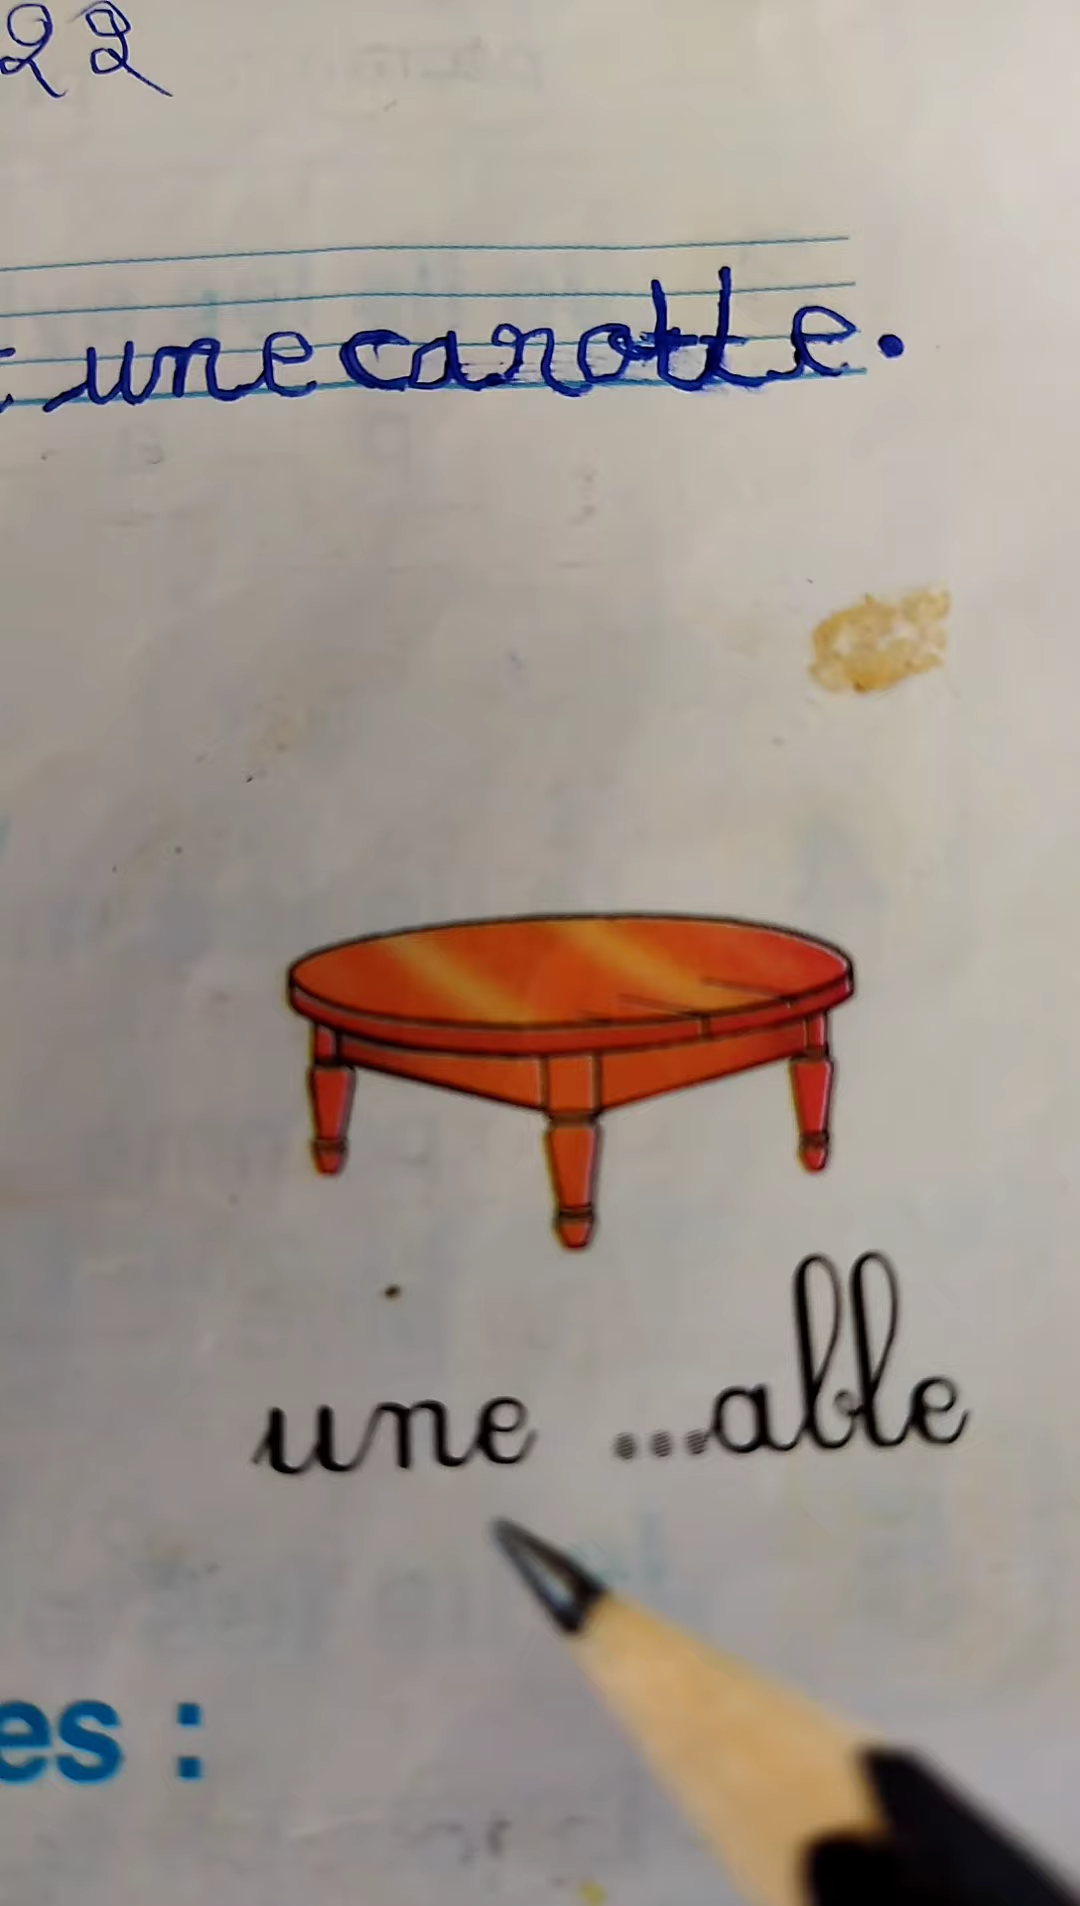 22
une carotte.
une ...able
es :